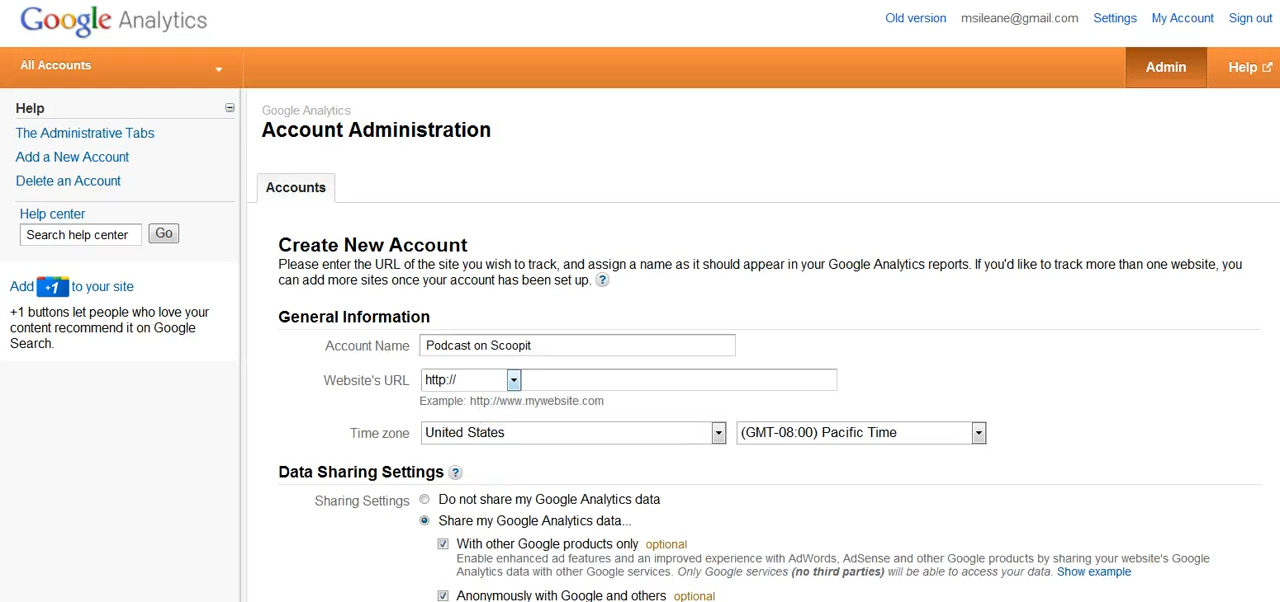 Google Analytics
Old version msileane@gmail.com Settings My Account Sign out
All Accounts
Admin Help
Help
The Administrative Tabs
Add a New Account
Delete an Account
Help center
Search help center Go
Add +1 to your site
+1 buttons let people who love your
content recommend it on Google
Search.
Google Analytics
Account Administration
Accounts
Create New Account
Please enter the URL of the site you wish to track, and assign a name as it should appear in your Google Analytics reports. If you'd like to track more than one website, you
can add more sites once your account has been set up. ?
General Information
Account Name Podcast on Scoopit
Website's URL http://
Example: http://www.mywebsite.com
Time zone United States (GMT-08:00) Pacific Time
Data Sharing Settings ?
Sharing Settings Do not share my Google Analytics data
Share my Google Analytics data...
With other Google products only optional
Enable enhanced ad features and an improved experience with AdWords, AdSense and other Google products by sharing your website's Google
Analytics data with other Google services. Only Google services (no third parties) will be able to access your data. Show example
Anonymously with Google and others optional